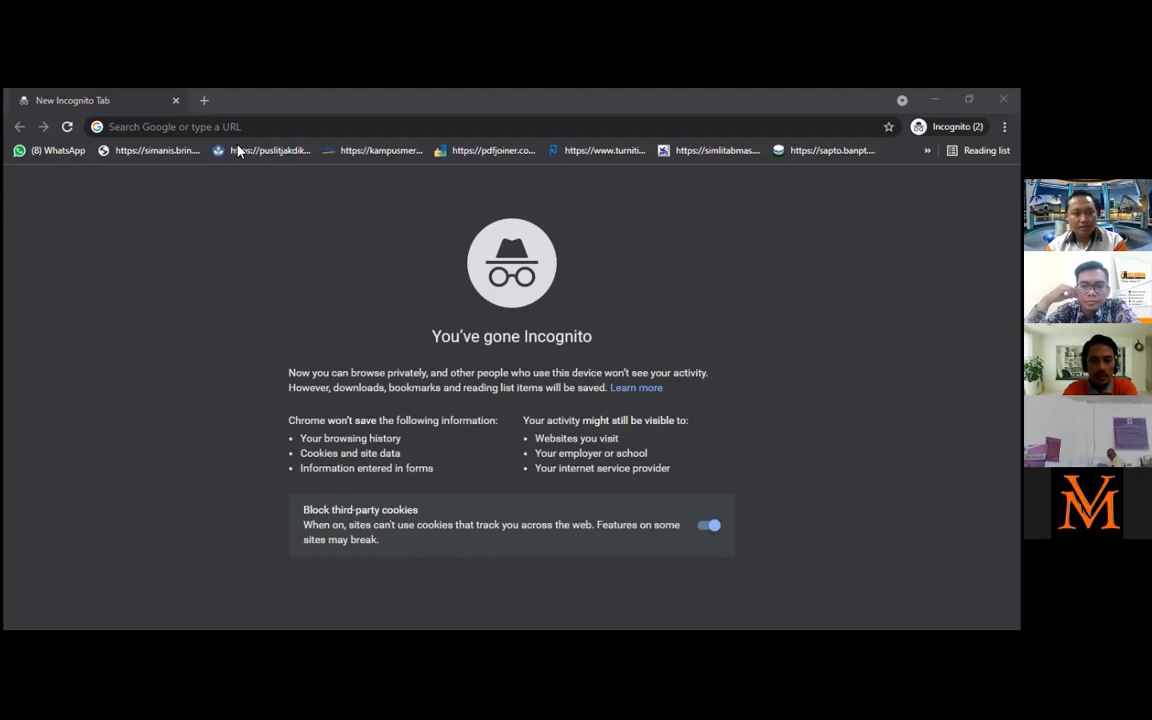 New Incognito Tab
Search Google or type a URL
Incognito (2)
(8) WhatsApp
https://simanis.brin....
https://puslitjakdik...
https://kampusmer...
https://pdfjoiner.co...
https://www.turniti...
https://simlitabmas....
https://sapto.banpt....
»
Reading list
You've gone Incognito
Now you can browse privately, and other people who use this device won't see your activity.
However, downloads, bookmarks and reading list items will be saved. Learn more
Chrome won't save the following information:
• Your browsing history
• Cookies and site data
• Information entered in forms
Your activity might still be visible to:
• Websites you visit
• Your employer or school
• Your internet service provider
Block third-party cookies
When on, sites can't use cookies that track you across the web. Features on some
sites may break.